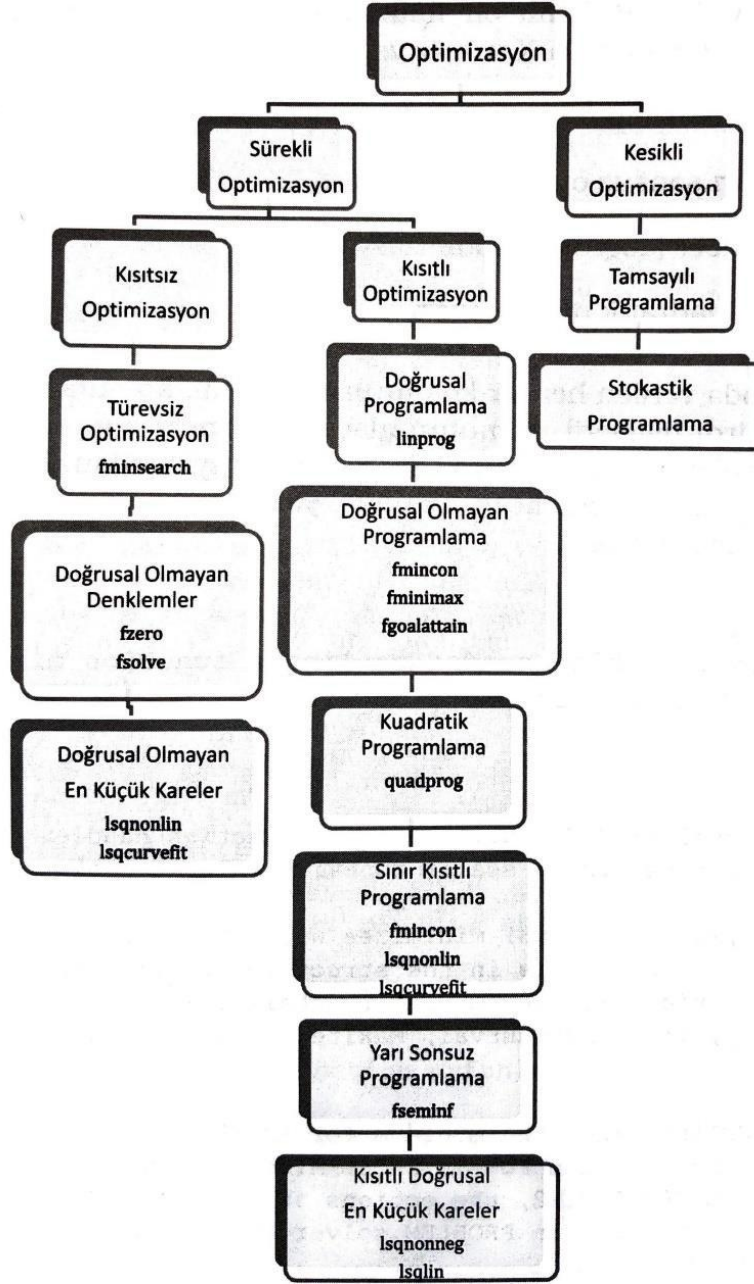 Optimizasyon
Sürekli
Optimizasyon
Kesikli
Optimizasyon
Kısıtsız
Optimizasyon
Kısıtlı
Optimizasyon
Tamsayılı
Programlama
Türevsiz
Optimizasyon
fminsearch
Doğrusal
Programlama
linprog
Stokastik
Programlama
Doğrusal Olmayan
Denklemler
fzero
fsolve
Doğrusal Olmayan
Programlama
fmincon
fminimax
fgoalattain
Doğrusal Olmayan
En Küçük Kareler
lsqnonlin
lsqcurvefit
Kuadratik
Programlama
quadprog
Sınır Kısıtlı
Programlama
fmincon
lsqnonlin
lsqcurvefit
Yarı Sonsuz
Programlama
fseminf
Kısıtlı Doğrusal
En Küçük Kareler
lsqnonneg
lsqlin